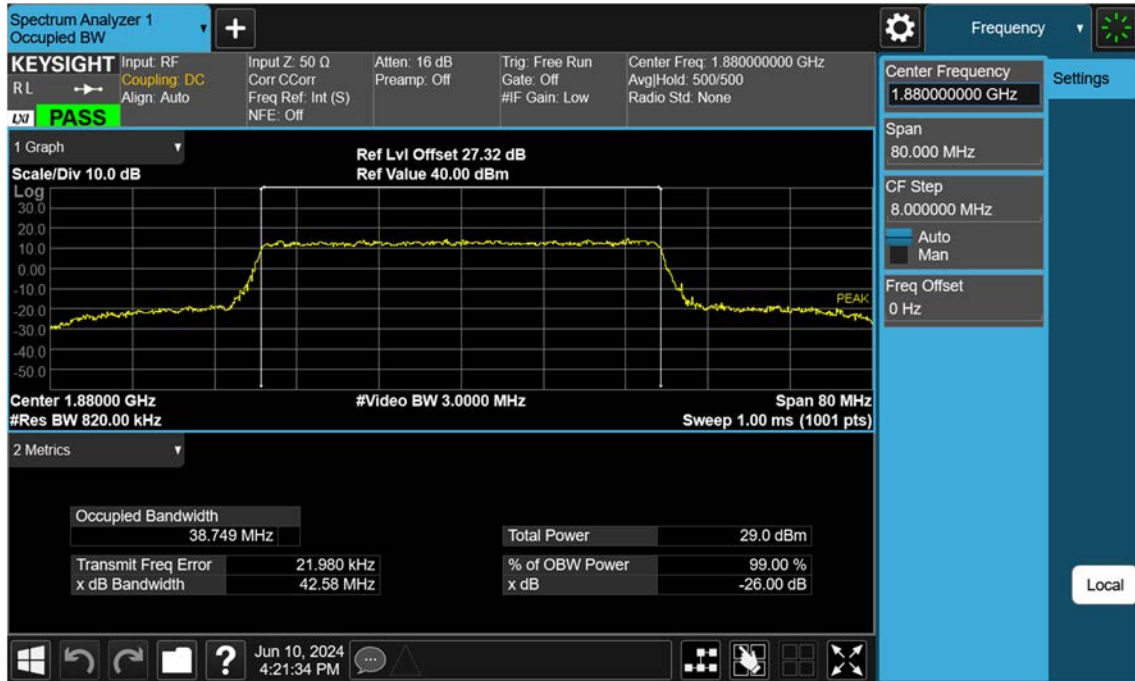 Spectrum Analyzer 1
Occupied BW
+
Frequency
KEYSIGHT
R L
LXI PASS
Input: RF
Coupling: DC
Align: Auto
Input Z: 50 Ω
Corr CCorr
Freq Ref: Int (S)
NFE: Off
Atten: 16 dB
Preamp: Off
Trig: Free Run
Gate: Off
#IF Gain: Low
Center Freq: 1.880000000 GHz
Avg|Hold: 500/500
Radio Std: None
1 Graph
Scale/Div 10.0 dB
Ref Lvl Offset 27.32 dB
Ref Value 40.00 dBm
Log
30.0
20.0
10.0
0.00
-10.0
-20.0
-30.0
-40.0
-50.0
PEAK
Center 1.88000 GHz
#Video BW 3.0000 MHz
Span 80 MHz
#Res BW 820.00 kHz
Sweep 1.00 ms (1001 pts)
2 Metrics
Occupied Bandwidth
38.749 MHz
Total Power 29.0 dBm
Transmit Freq Error 21.980 kHz
% of OBW Power 99.00 %
x dB Bandwidth 42.58 MHz
x dB -26.00 dB
Center Frequency
1.880000000 GHz
Settings
Span
80.000 MHz
CF Step
8.000000 MHz
Auto
Man
Freq Offset
0 Hz
Local
?
Jun 10, 2024
4:21:34 PM